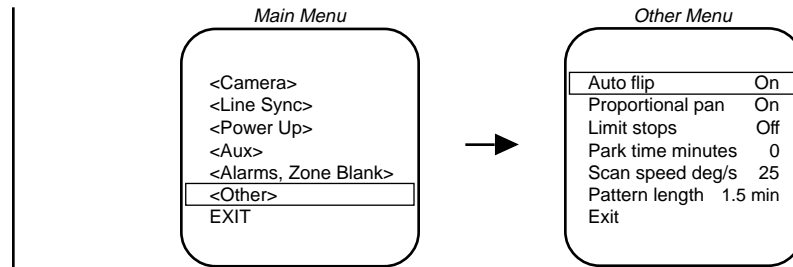 Main Menu
<Camera>
<Line Sync>
<Power Up>
<Aux>
<Alarms, Zone Blank>
<Other>
EXIT
Other Menu
Auto flip On
Proportional pan On
Limit stops Off
Park time minutes 0
Scan speed deg/s 25
Pattern length 1.5 min
Exit